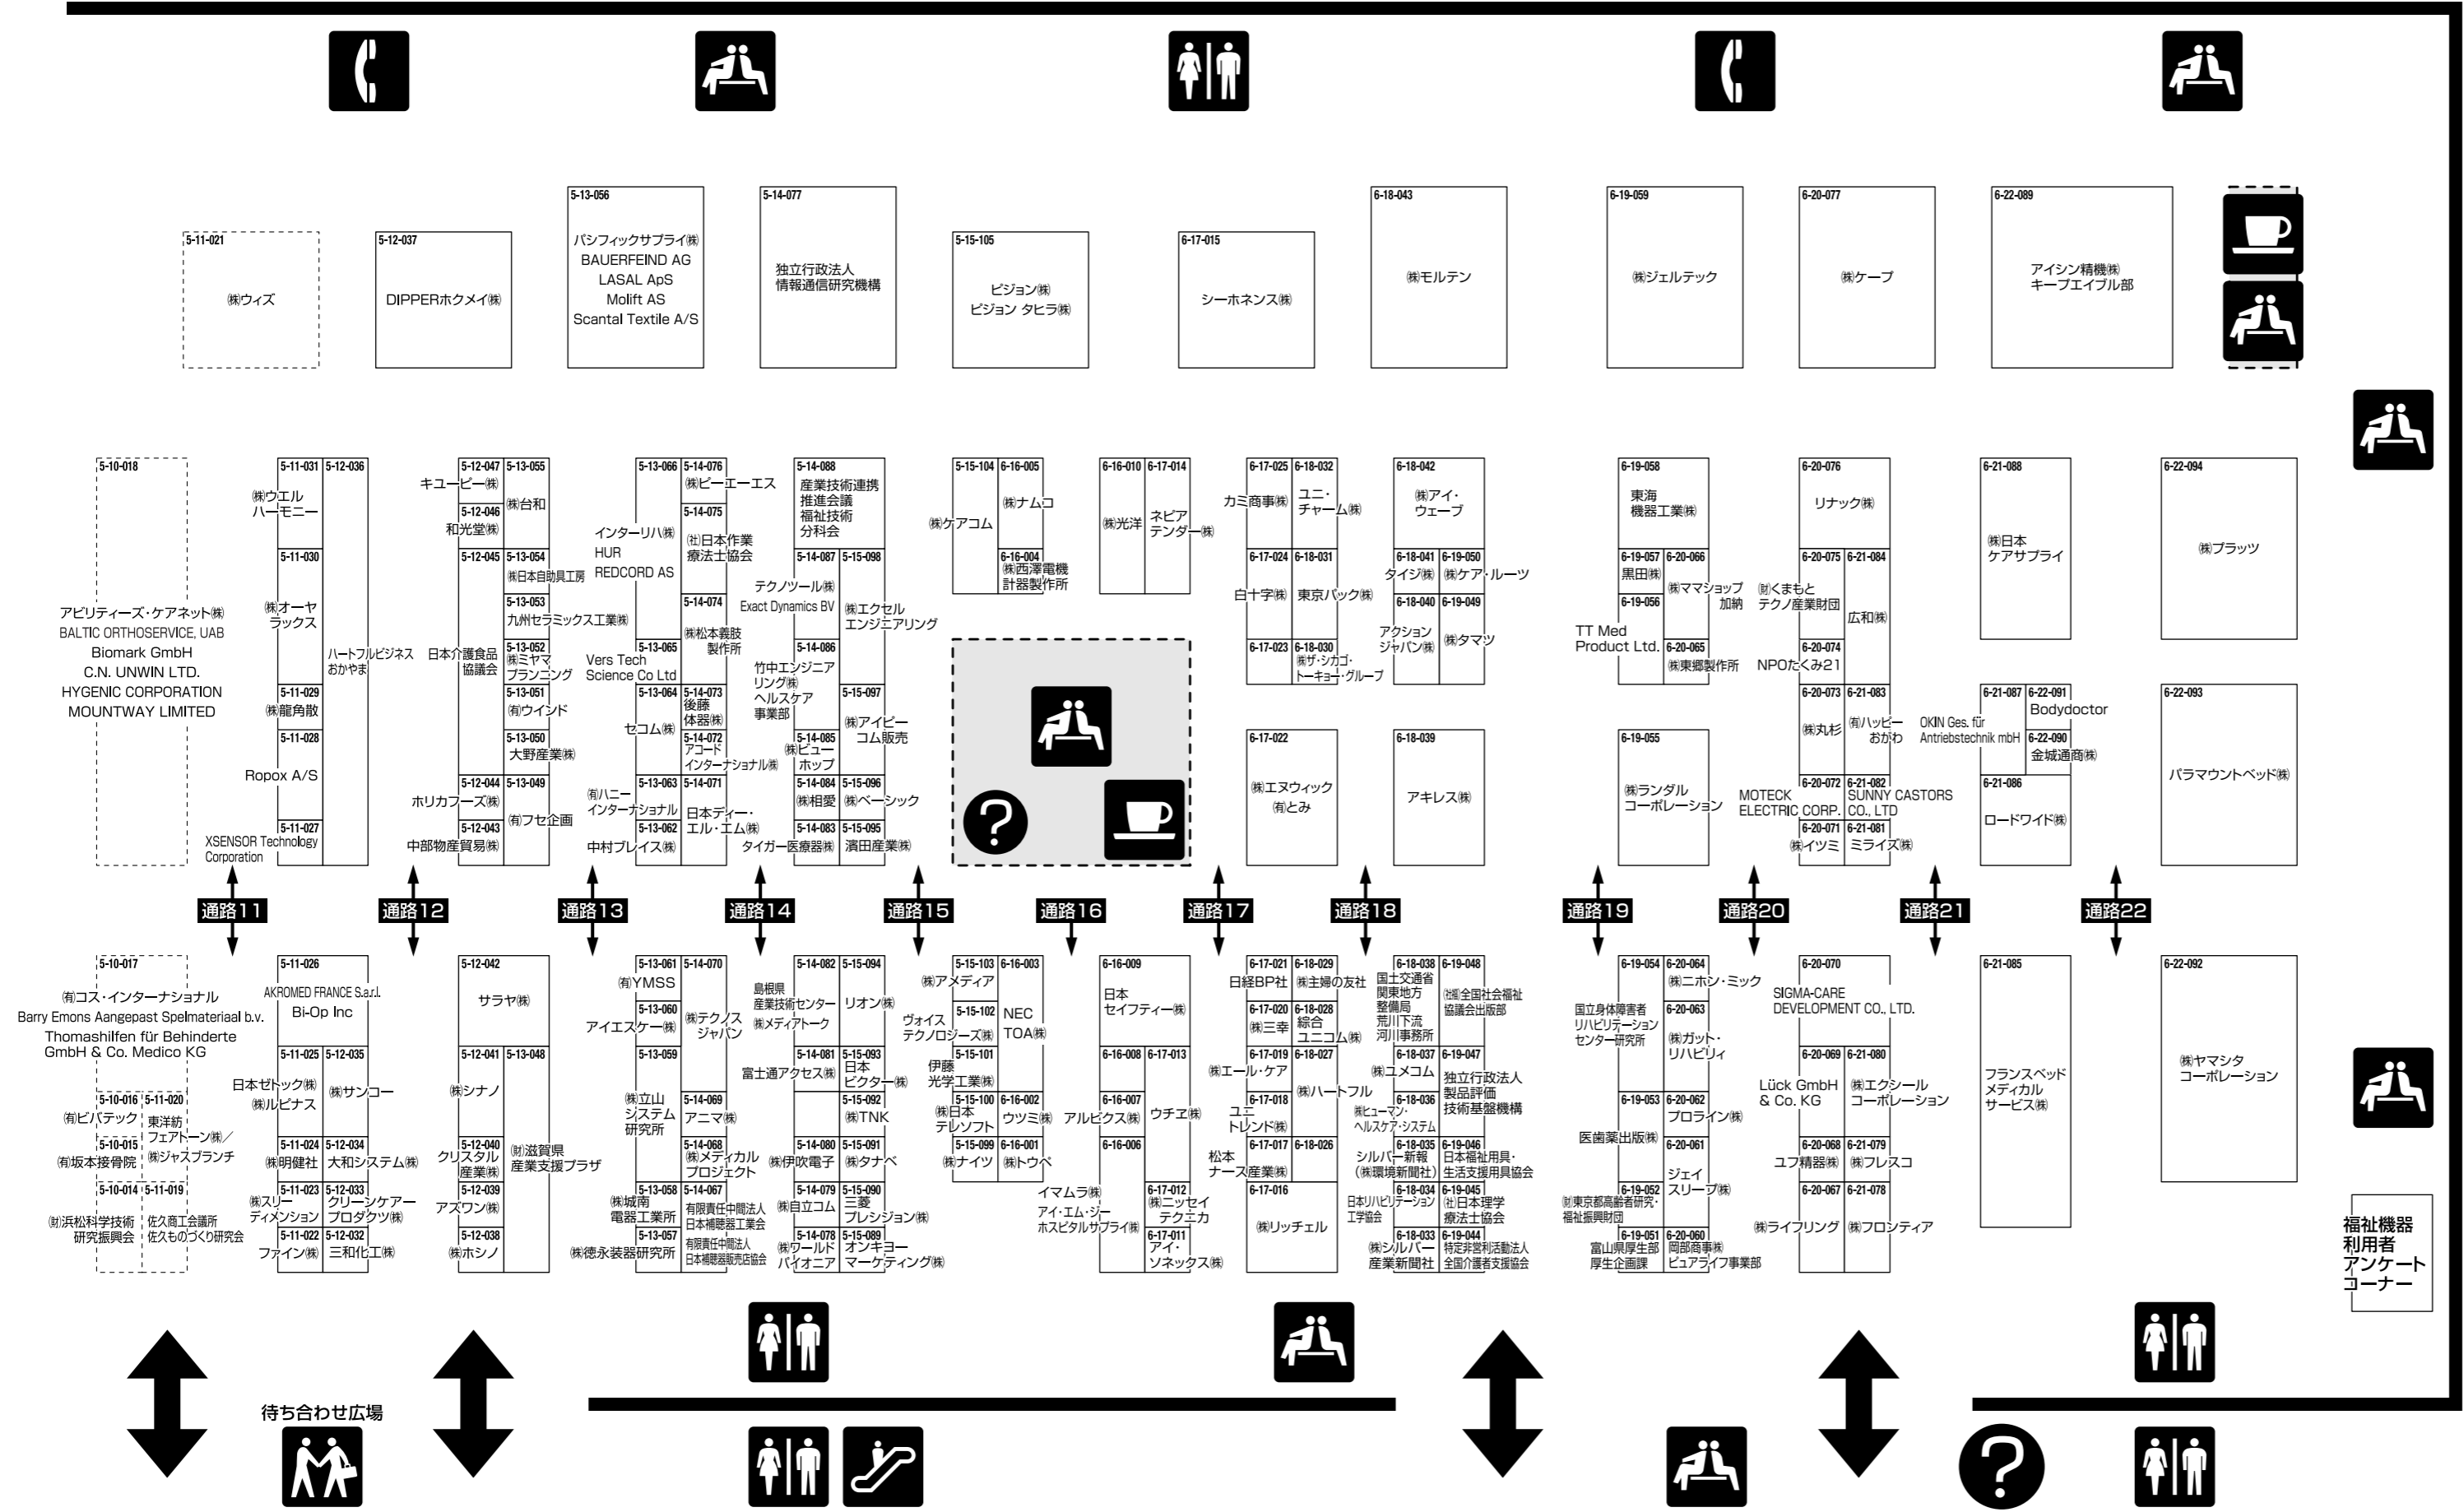 5-11-021
㈱ウィズ
5-12-037
DIPPERホクメイ㈱
5-13-056
パシフィックサプライ㈱
BAUERFEIND AG
LASAL ApS
Molift AS
Scantal Textile A/S
5-14-077
独立行政法人
情報通信研究機構
5-15-105
ピジョン㈱
ピジョン タヒラ㈱
6-17-015
シーホネンス㈱
6-18-043
㈱モルテン
6-19-059
㈱ジェルテック
6-20-077
㈱ケープ
6-22-089
アイシン精機㈱
キープエイブル部
5-10-018
アビリティーズ・ケアネット㈱
BALTIC ORTHOSERVICE, UAB
Biomark GmbH
C.N. UNWIN LTD.
HYGENIC CORPORATION
MOUNTWAY LIMITED
5-11-031
㈱ウエル
ハーモニー
5-11-030
㈱オーヤ
ラックス
5-11-029
㈱龍角散
5-11-028
Ropox A/S
5-11-027
XSENSOR Technology
Corporation
5-12-036
ハートフルビジネス
おかやま
5-12-047
キユーピー㈱
5-12-046
和光堂㈱
5-12-045
日本介護食品
協議会
5-12-044
ホリカフーズ㈱
5-12-043
中部物産貿易㈱
5-13-055
㈱台和
5-13-054
㈱日本自助具工房
5-13-053
九州セラミックス工業㈱
5-13-052
㈱ミヤマ
プランニング
5-13-051
㈲ウインド
5-13-050
大野産業㈱
5-13-049
㈲フセ企画
5-13-066
インターリハ㈱
HUR
REDCORD AS
5-13-065
Vers Tech
Science Co Ltd
5-13-064
セコム㈱
5-13-063
㈲ハニー
インターナショナル
5-13-062
中村ブレイス㈱
5-14-076
㈱ピーエーエス
5-14-075
㈳日本作業
療法士協会
5-14-074
㈱松本義肢
製作所
5-14-073
後藤
体器㈱
5-14-072
アコード
インターナショナル㈱
5-14-071
日本ディー・
エル・エム㈱
5-14-088
産業技術連携
推進会議
福祉技術
分科会
5-14-087
テクノツール㈱
Exact Dynamics BV
5-14-086
竹中エンジニア
リング㈱
ヘルスケア
事業部
5-14-085
㈱ビュー
ホップ
5-14-084
㈱相愛
5-14-083
タイガー医療器㈱
5-15-098
㈱エクセル
エンジニアリング
5-15-097
㈱アイピー
コム販売
5-15-096
㈱ベーシック
5-15-095
濱田産業㈱
5-15-104
㈱ケアコム
6-16-005
㈱ナムコ
6-16-004
㈱西澤電機
計器製作所
6-16-010
㈱光洋
6-17-014
ネピア
テンダー㈱
?
6-17-025
カミ商事㈱
6-17-024
白十字㈱
6-17-023
6-18-032
ユニ・
チャーム㈱
6-18-031
東京パック㈱
6-18-030
㈱ザ・シカゴ・
トーキョー・グループ
6-17-022
㈱エヌウィック
㈲とみ
6-18-042
㈱アイ・
ウェーブ
6-18-041
タイジ㈱
6-18-040
アクション
ジャパン㈱
6-19-050
㈱ケア・ルーツ
6-19-049
㈱タマツ
6-18-039
アキレス㈱
6-19-058
東海
機器工業㈱
6-19-057
黒田㈱
6-19-056
TT Med
Product Ltd.
6-20-066
㈱ママショップ
加納
6-20-065
㈱東郷製作所
6-19-055
㈱ランダル
コーポレーション
6-20-076
リナック㈱
6-20-075
㈶くまもと
テクノ産業財団
6-20-074
NPOたくみ21
6-20-073
㈱丸杉
6-20-072
MOTECK
ELECTRIC CORP.
6-20-071
㈱イツミ
6-21-084
広和㈱
6-21-083
㈲ハッピー
おがわ
6-21-082
SUNNY CASTORS
CO., LTD
6-21-081
ミライズ㈱
6-21-088
㈱日本
ケアサプライ
6-21-087
OKIN Ges. für
Antriebstechnik mbH
6-22-091
Bodydoctor
6-22-090
金城通商㈱
6-21-086
ロードワイド㈱
6-22-094
㈱プラッツ
6-22-093
パラマウントベッド㈱
通路11
通路12
通路13
通路14
通路15
通路16
通路17
通路18
通路19
通路20
通路21
通路22
5-10-017
㈲コス・インターナショナル
Barry Emons Aangepast Spelmateriaal b.v.
Thomashilfen für Behinderte
GmbH & Co. Medico KG
5-10-016
㈲ビバテック
5-10-015
㈲坂本接骨院
5-10-014
㈶浜松科学技術
研究振興会
5-11-020
東洋紡
フェアトーン㈱／
㈱ジャスブランチ
5-11-019
佐久商工会議所
佐久ものづくり研究会
5-11-026
AKROMED FRANCE S.a.r.l.
Bi-Op Inc
5-11-025
日本ゼトック㈱
㈱ルピナス
5-11-024
㈱明健社
5-11-023
㈱スリー
ディメンション
5-11-022
ファイン㈱
5-12-035
㈱サンコー
5-12-034
大和システム㈱
5-12-033
クリーンケアー
プロダクツ㈱
5-12-032
三和化工㈱
5-12-042
サラヤ㈱
5-12-041
㈱シナノ
5-12-040
クリスタル
産業㈱
5-12-039
アズワン㈱
5-12-038
㈱ホシノ
5-13-048
㈶滋賀県
産業支援プラザ
5-13-061
㈲YMSS
5-13-060
アイエスケー㈱
5-13-059
㈱立山
システム
研究所
5-13-058
㈱城南
電器工業所
5-13-057
㈱徳永装器研究所
5-14-070
㈱テクノス
ジャパン
5-14-069
アニマ㈱
5-14-068
㈱メディカル
プロジェクト
5-14-067
有限責任中間法人
日本補聴器工業会
有限責任中間法人
日本補聴器販売店協会
5-14-082
島根県
産業技術センター
㈱メディアトーク
5-14-081
富士通アクセス㈱
5-14-080
㈱伊吹電子
5-14-079
㈱自立コム
5-14-078
㈱ワールド
パイオニア
5-15-094
リオン㈱
5-15-093
日本
ビクター㈱
5-15-092
㈱TNK
5-15-091
㈱タナベ
5-15-090
三菱
プレシジョン㈱
5-15-089
オンキヨー
マーケティング㈱
5-15-103
㈱アメディア
5-15-102
ヴォイス
テクノロジーズ㈱
5-15-101
伊藤
光学工業㈱
5-15-100
㈱日本
テレソフト
5-15-099
㈱ナイツ
6-16-003
NEC
TOA㈱
6-16-002
ウツミ㈱
6-16-001
㈱トウペ
6-16-009
日本
セイフティー㈱
6-16-008
6-16-007
アルビクス㈱
6-16-006
イマムラ㈱
アイ・エム・ジー
ホスピタルサプライ㈱
6-17-013
ウチヱ㈱
6-17-012
㈱ニッセイ
テクニカ
6-17-011
アイ・
ソネックス㈱
6-17-021
日経BP社
6-17-020
㈱三幸
6-17-019
㈱エール・ケア
6-17-018
ユニ
トレンド㈱
6-17-017
松本
ナース産業㈱
6-17-016
㈱リッチェル
6-18-029
㈱主婦の友社
6-18-028
綜合
ユニコム㈱
6-18-027
㈱ハートフル
6-18-026
6-18-038
国土交通省
関東地方
整備局
荒川下流
河川事務所
6-18-037
㈱ユメコム
6-18-036
㈱ヒューマン・
ヘルスケア・システム
6-18-035
シルバー新報
（㈱環境新聞社）
6-18-034
日本リハビリテーション
工学協会
6-18-033
㈱シルバー
産業新聞社
6-19-048
(社福)全国社会福祉
協議会出版部
6-19-047
独立行政法人
製品評価
技術基盤機構
6-19-046
日本福祉用具・
生活支援用具協会
6-19-045
㈳日本理学
療法士協会
6-19-044
特定非営利活動法人
全国介護者支援協会
6-19-054
国立身体障害者
リハビリテーション
センター研究所
6-19-053
医歯薬出版㈱
6-19-052
㈶東京都高齢者研究・
福祉振興財団
6-19-051
富山県厚生部
厚生企画課
6-20-064
㈱ニホン・ミック
6-20-063
㈱ガット・
リハビリィ
6-20-062
プロライン㈱
6-20-061
ジェイ
スリープ㈱
6-20-060
岡部商事㈱
ピュアライフ事業部
6-20-070
SIGMA-CARE
DEVELOPMENT CO., LTD.
6-20-069
Lück GmbH
& Co. KG
6-20-068
ユフ精器㈱
6-20-067
㈱ライフリング
6-21-080
㈱エクシール
コーポレーション
6-21-079
㈱フレスコ
6-21-078
㈱フロンティア
6-21-085
フランスベッド
メディカル
サービス㈱
6-22-092
㈱ヤマシタ
コーポレーション
福祉機器
利用者
アンケート
コーナー
待ち合わせ広場
?